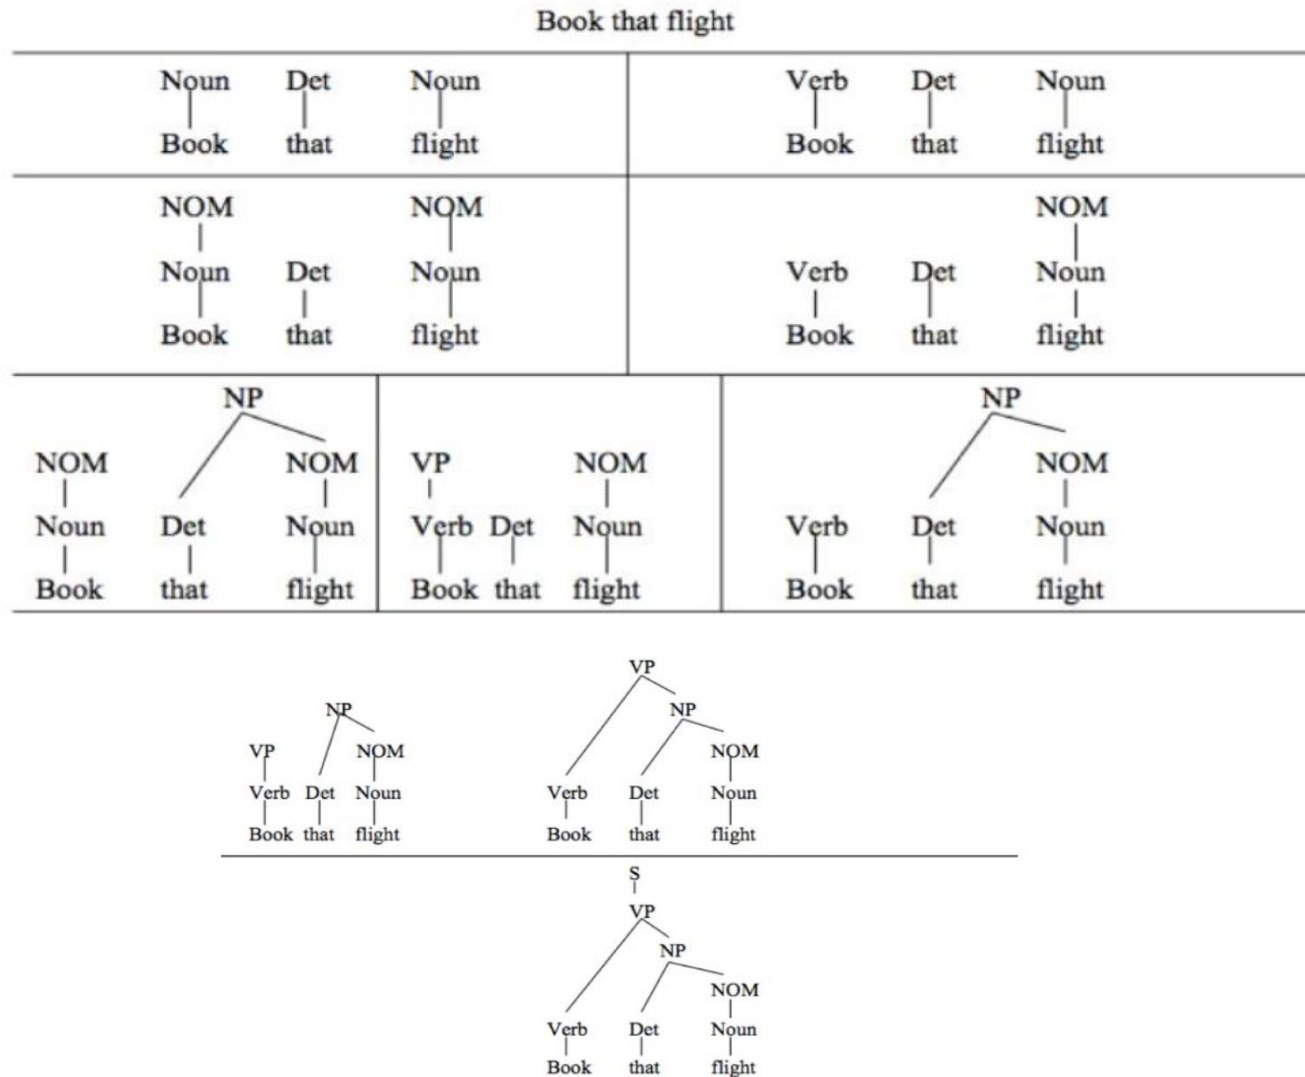 Book that flight
Noun Det Noun Verb Det Noun
Book that flight Book that flight
NOM NOM NOM
Noun Det Noun Verb Det Noun
Book that flight Book that flight
NP NP
NOM NOM VP NOM NOM
Noun Det Noun Verb Det Noun Verb Det Noun
Book that flight Book that flight Book that flight
VP
NP NP
VP NOM NOM
Verb Det Noun Verb Det Noun
Book that flight Book that flight
S
VP
NP
NOM
Verb Det Noun
Book that flight